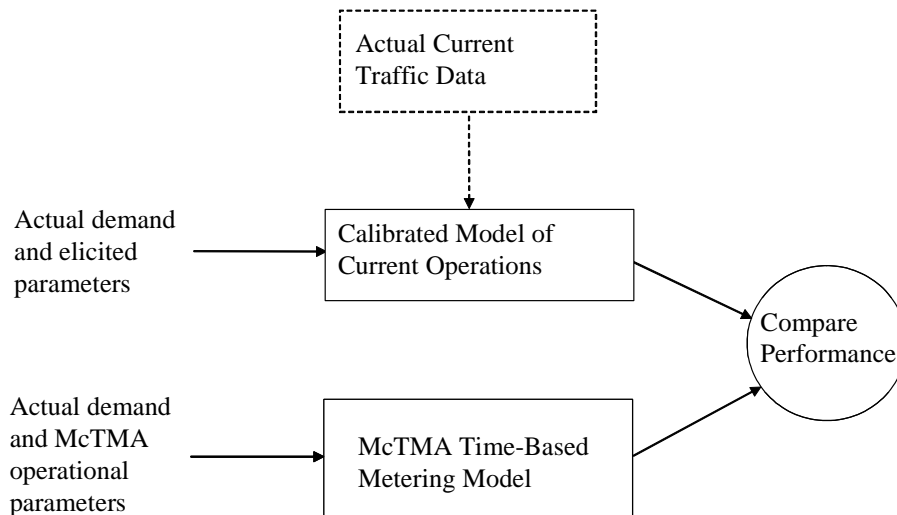 Actual Current
Traffic Data
Actual demand
and elicited
parameters
Calibrated Model of
Current Operations
Compare
Performance
Actual demand
and McTMA
operational
parameters
McTMA Time-Based
Metering Model